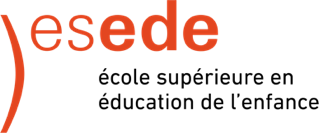 esede
école supérieure en
éducation de l'enfance